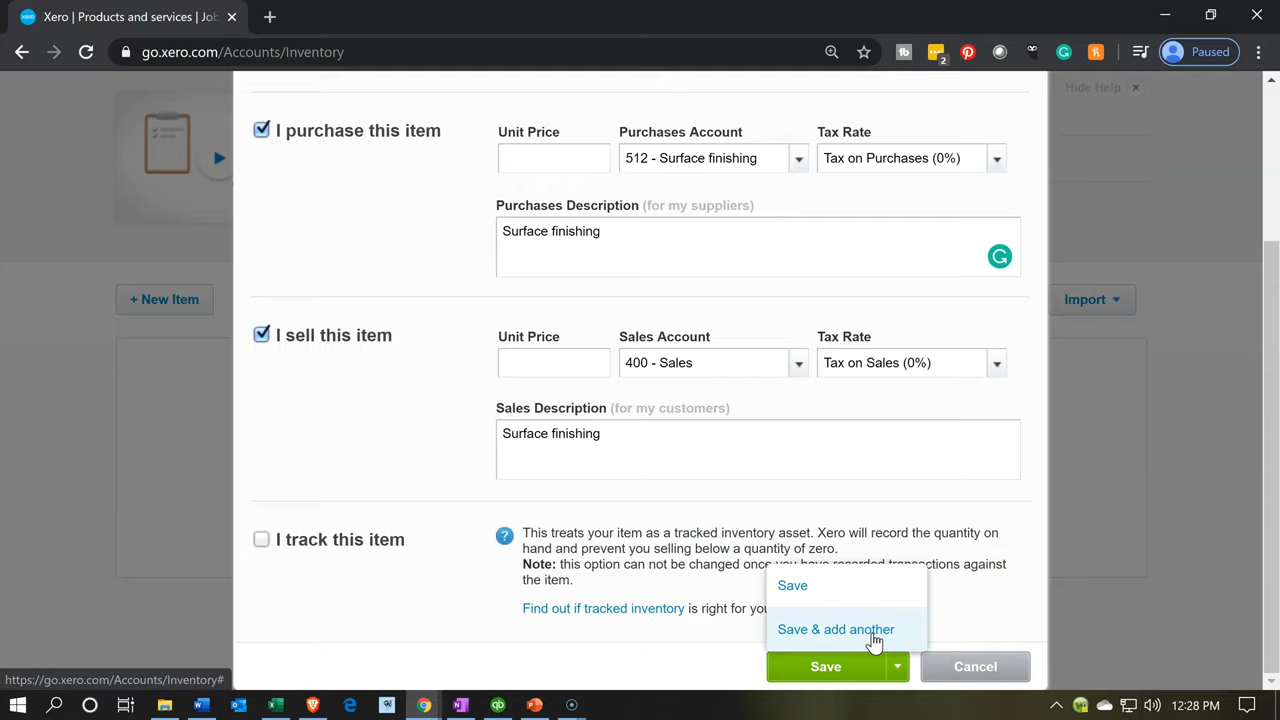 Xero | Products and services | Job
go.xero.com/Accounts/Inventory
2
Paused
Hide Help
I purchase this item
Unit Price
Purchases Account
Tax Rate
512 - Surface finishing
Tax on Purchases (0%)
Purchases Description (for my suppliers)
Surface finishing
+ New Item
Import
I sell this item
Unit Price
Sales Account
Tax Rate
400 - Sales
Tax on Sales (0%)
Sales Description (for my customers)
Surface finishing
I track this item
This treats your item as a tracked inventory asset. Xero will record the quantity on
hand and prevent you selling below a quantity of zero.
Note: this option can not be changed once you have recorded transactions against
the item.
Find out if tracked inventory is right for you
Save
Save & add another
Save
Cancel
https://go.xero.com/Accounts/Inventory#
12:28 PM